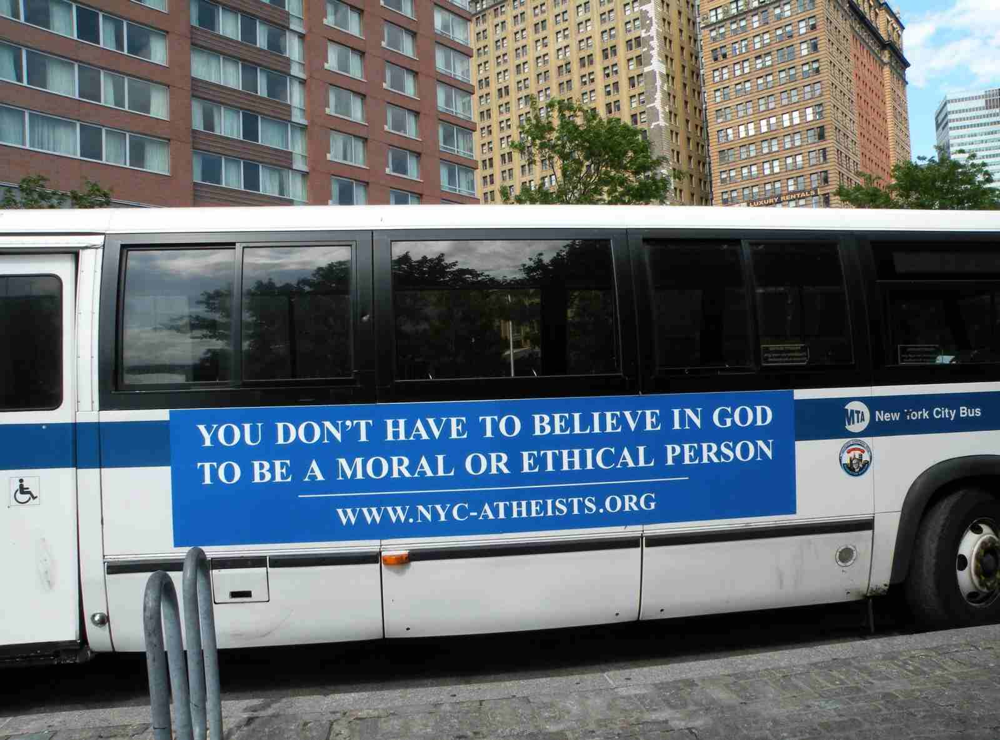 LUXURY RENTALS
YOU DON'T HAVE TO BELIEVE IN GOD
TO BE A MORAL OR ETHICAL PERSON
WWW.NYC-ATHEISTS.ORG
MTA New York City Bus